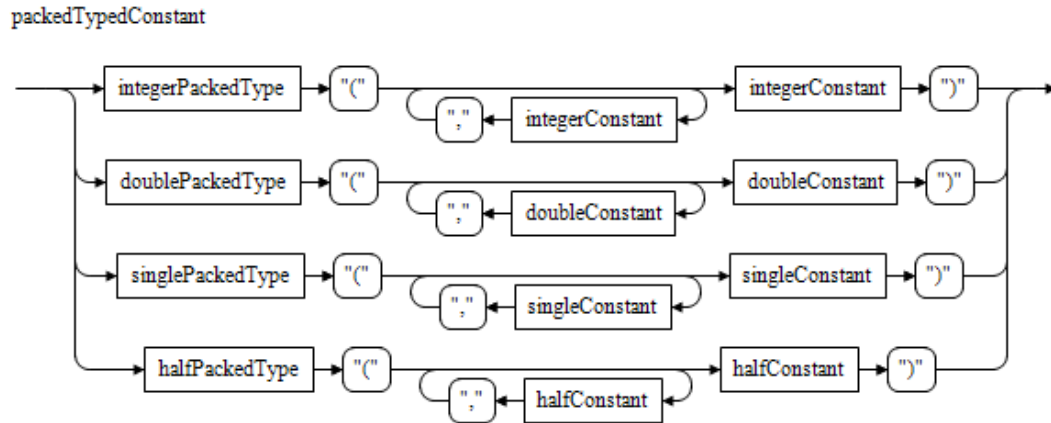 packedTypedConstant
integerPackedType "(" integerConstant ")"
"," integerConstant
doublePackedType "(" doubleConstant ")"
"," doubleConstant
singlePackedType "(" singleConstant ")"
"," singleConstant
halfPackedType "(" halfConstant ")"
"," halfConstant